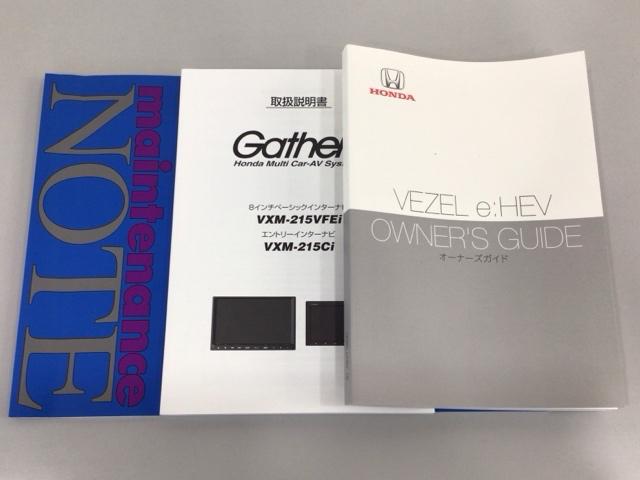 maintenance
NOTE
取扱説明書
Gathe
Honda Multi Car-AV Sys
8インチベーシックインターナビ
VXM-215VFEi
エントリーインターナビ
VXM-215Ci
HONDA
VEZEL e:HEV
OWNER'S GUIDE
オーナーズガイド